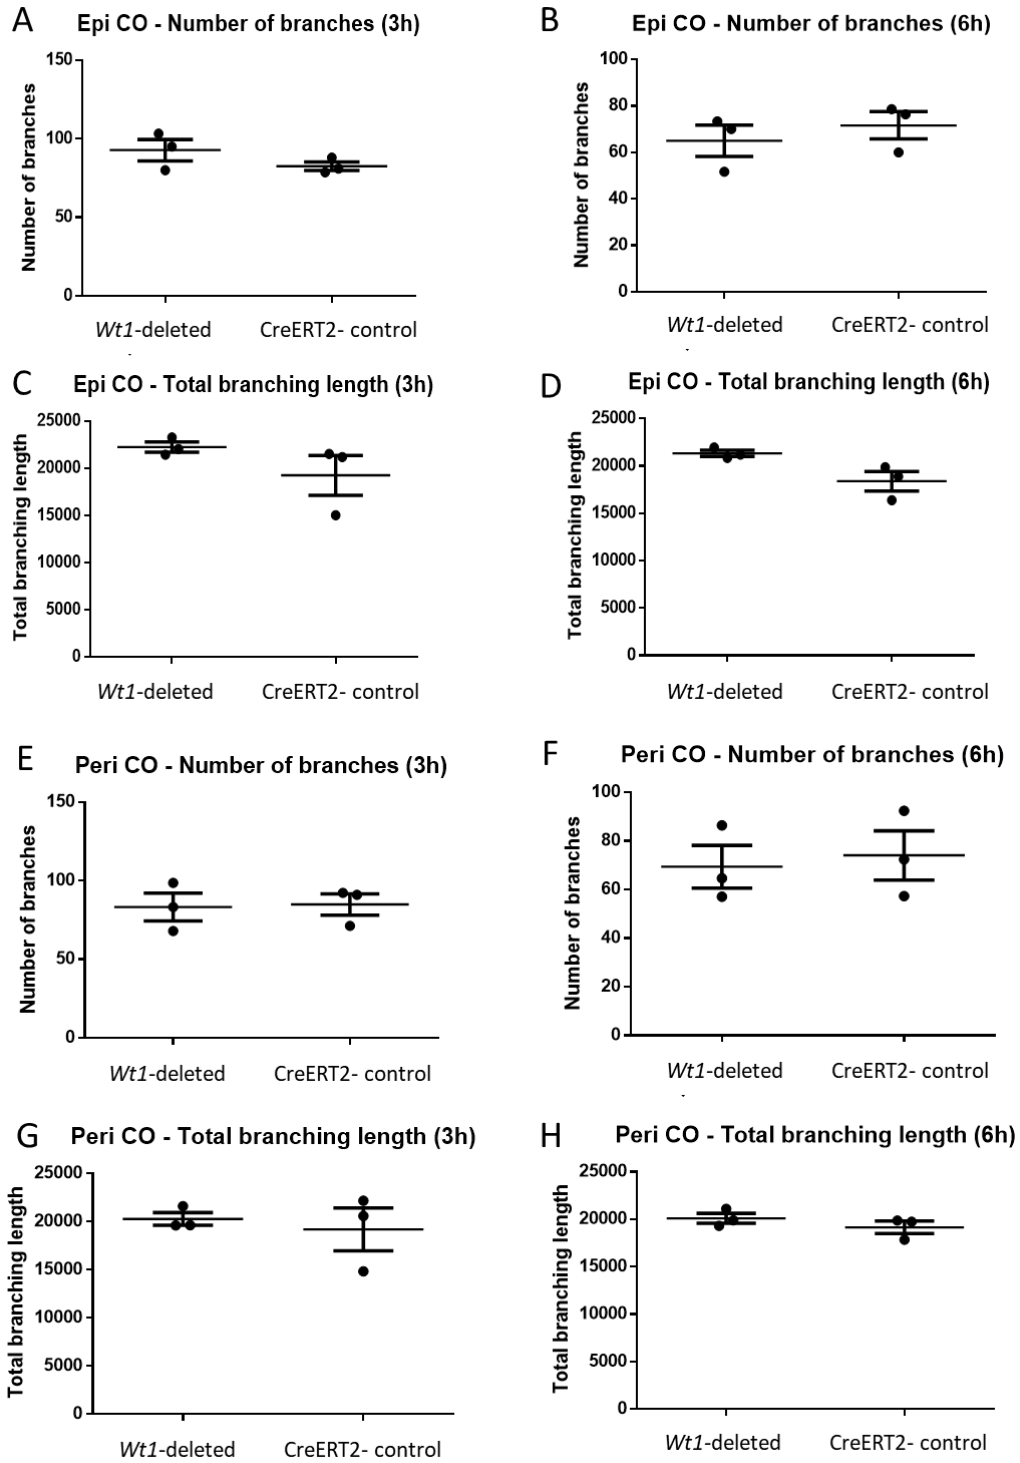 A
Epi CO - Number of branches (3h)
Number of branches
150
100
50
0
Wt1-deleted
CreERT2- control
B
Epi CO - Number of branches (6h)
Number of branches
100
80
60
40
20
0
Wt1-deleted
CreERT2- control
C
Epi CO - Total branching length (3h)
Total branching length
25000
20000
15000
10000
5000
0
Wt1-deleted
CreERT2- control
D
Epi CO - Total branching length (6h)
Total branching length
25000
20000
15000
10000
5000
0
Wt1-deleted
CreERT2- control
E
Peri CO - Number of branches (3h)
Number of branches
150
100
50
0
Wt1-deleted
CreERT2- control
F
Peri CO - Number of branches (6h)
Number of branches
100
80
60
40
20
0
Wt1-deleted
CreERT2- control
G
Peri CO - Total branching length (3h)
Total branching length
25000
20000
15000
10000
5000
0
Wt1-deleted
CreERT2- control
H
Peri CO - Total branching length (6h)
Total branching length
25000
20000
15000
10000
5000
0
Wt1-deleted
CreERT2- control